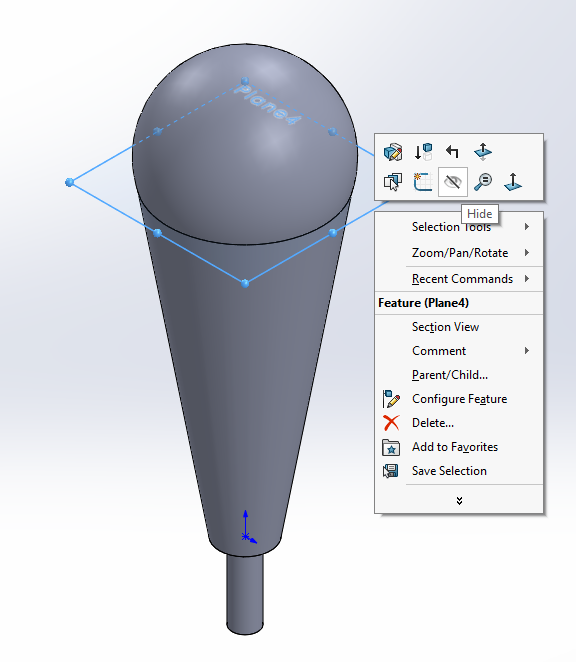 Plane4
Hide
Selection Tools
Zoom/Pan/Rotate
Recent Commands
Feature (Plane4)
Section View
Comment
Parent/Child...
Configure Feature
Delete...
Add to Favorites
Save Selection